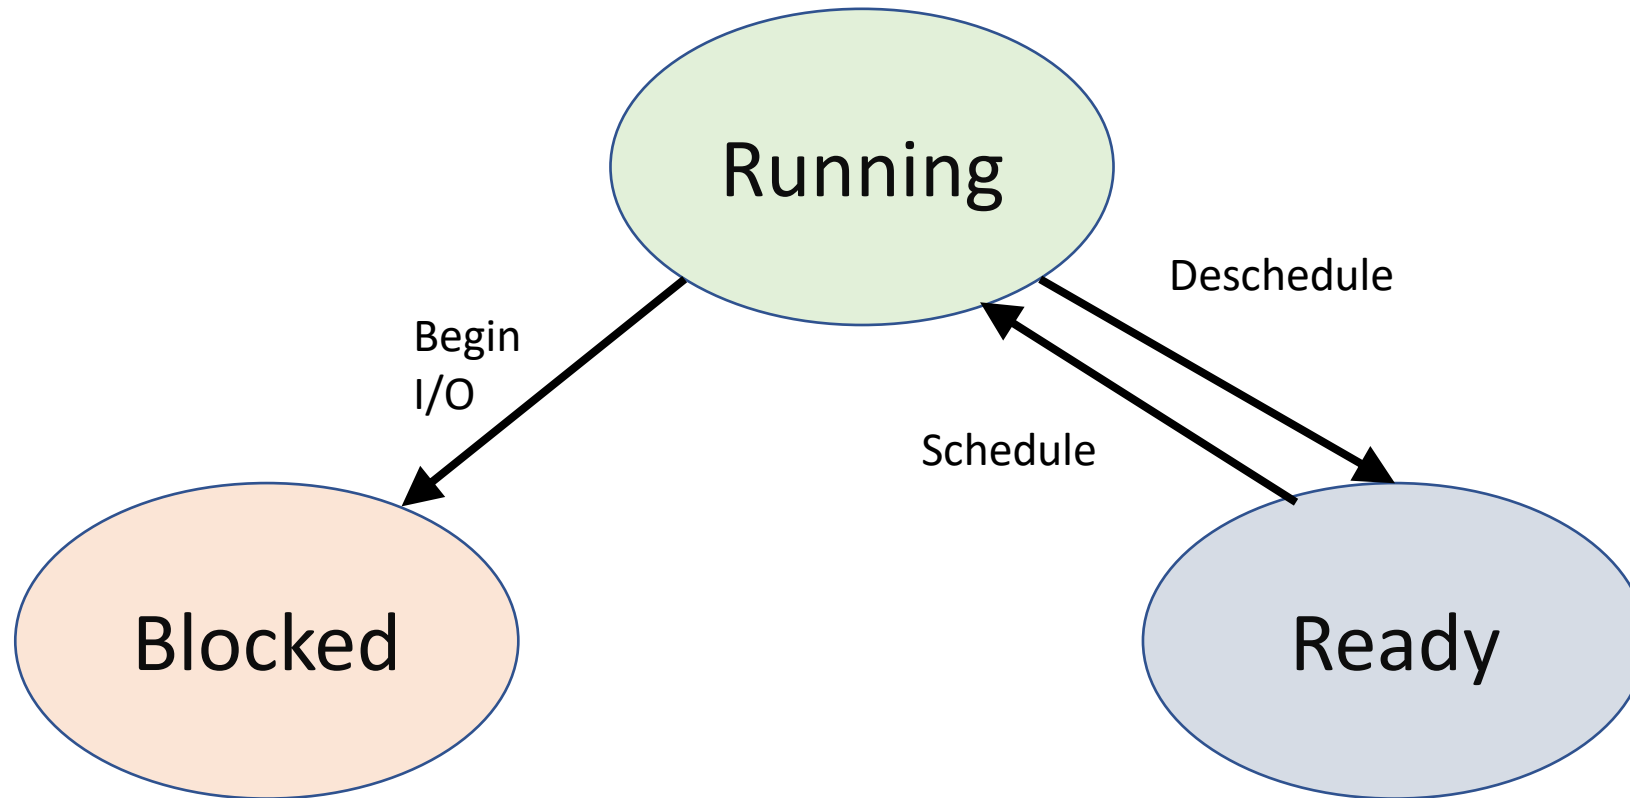 Running
Deschedule
Begin
I/O
Schedule
Blocked
Ready